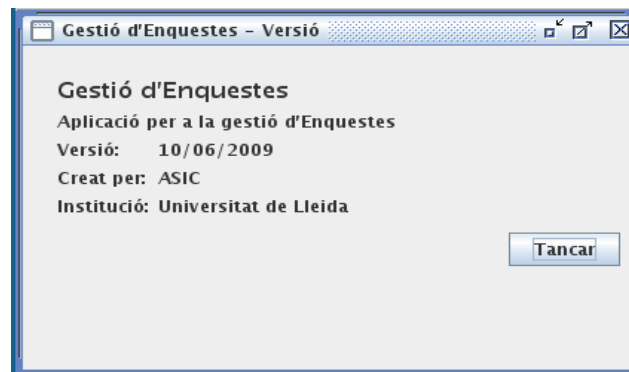 Gestió d'Enquestes – Versió
Gestió d'Enquestes
Aplicació per a la gestió d'Enquestes
Versió: 10/06/2009
Creat per: ASIC
Institució: Universitat de Lleida
Tancar